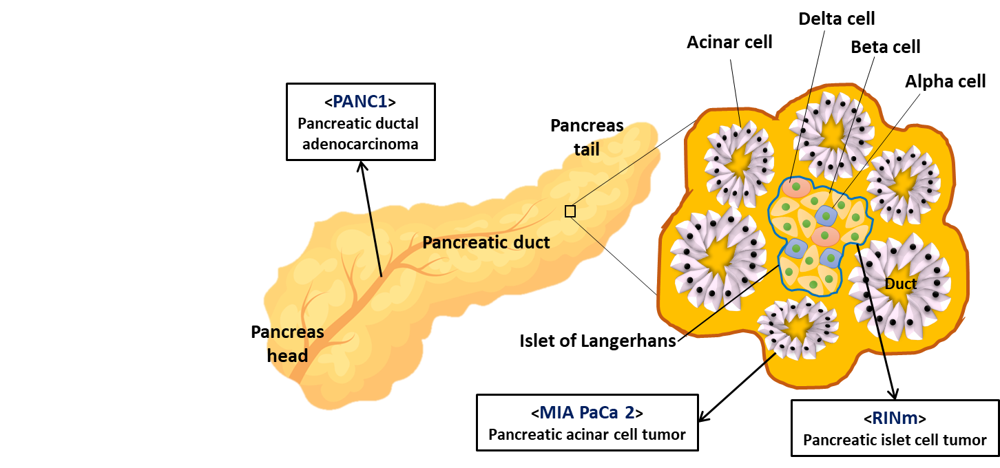 Delta cell
Acinar cell
Beta cell
Alpha cell
<PANC1>
Pancreatic ductal
adenocarcinoma
Pancreas
tail
Pancreatic duct
Duct
Pancreas
head
Islet of Langerhans
<MIA PaCa 2>
Pancreatic acinar cell tumor
<RINm>
Pancreatic islet cell tumor